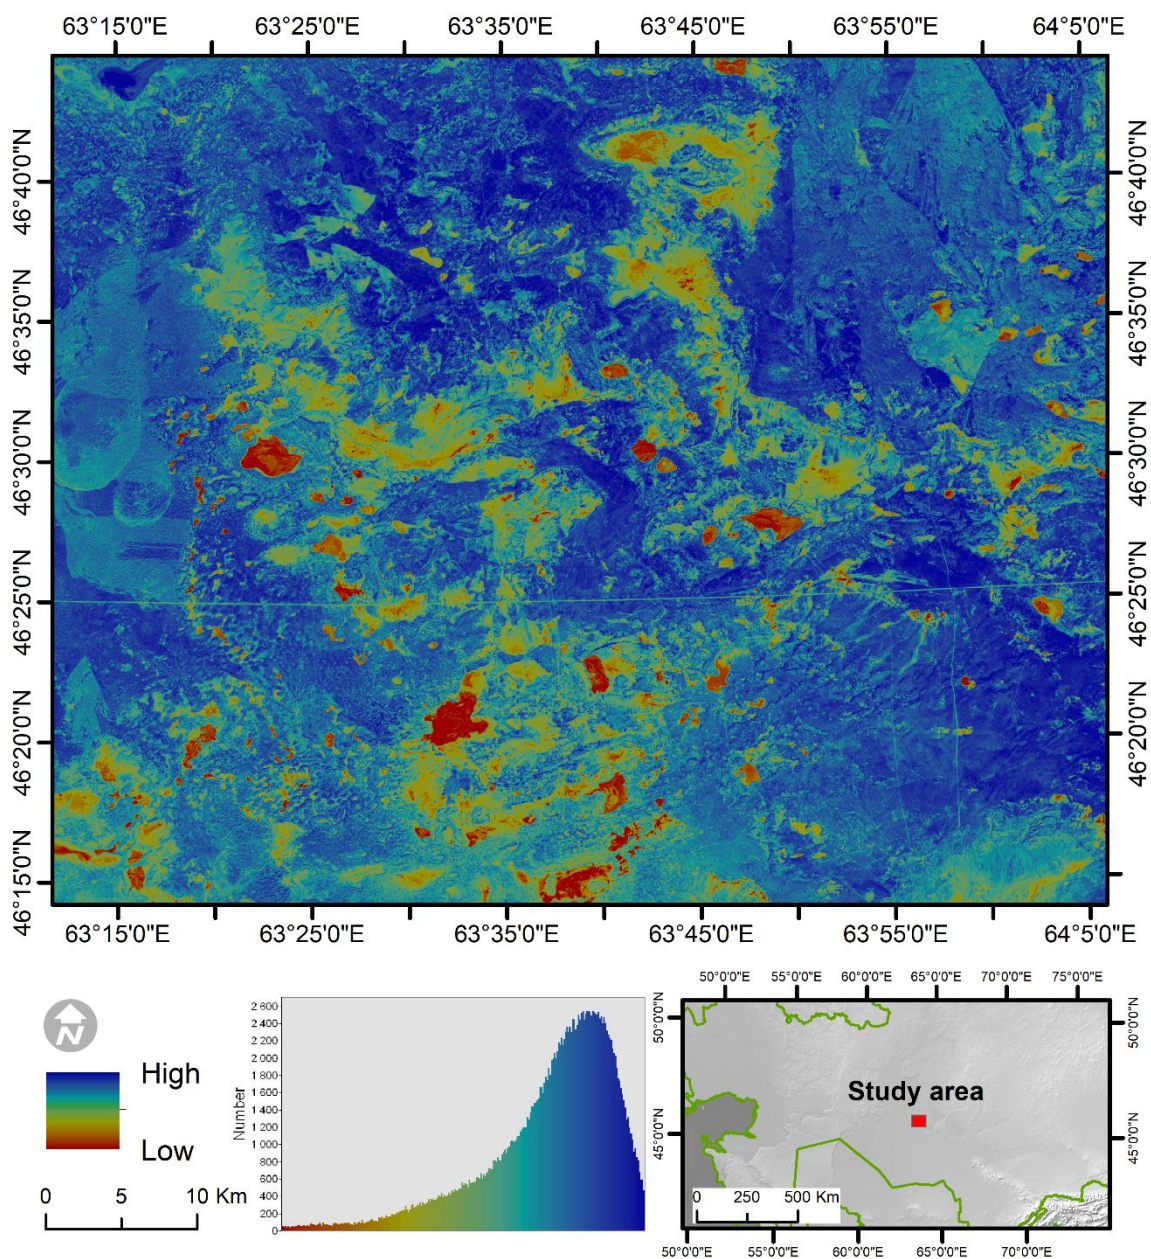 63°15'0"E 63°25'0"E 63°35'0"E 63°45'0"E 63°55'0"E 64°5'0"E
46°40'0"N 46°40'0"N
46°35'0"N 46°35'0"N
46°30'0"N 46°30'0"N
46°25'0"N 46°25'0"N
46°20'0"N 46°20'0"N
46°15'0"N
63°15'0"E 63°25'0"E 63°35'0"E 63°45'0"E 63°55'0"E 64°5'0"E
N
High
Low
0 5 10 Km
Number
2 600
2 400
2 200
2 000
1 800
1 600
1 400
1 200
1 000
800
600
400
200
0
50°0'0"E 55°0'0"E 60°0'0"E 65°0'0"E 70°0'0"E 75°0'0"E
50°0'0"N 50°0'0"N
Study area
45°0'0"N 45°0'0"N
0 250 500 Km
50°0'0"E 55°0'0"E 60°0'0"E 65°0'0"E 70°0'0"E